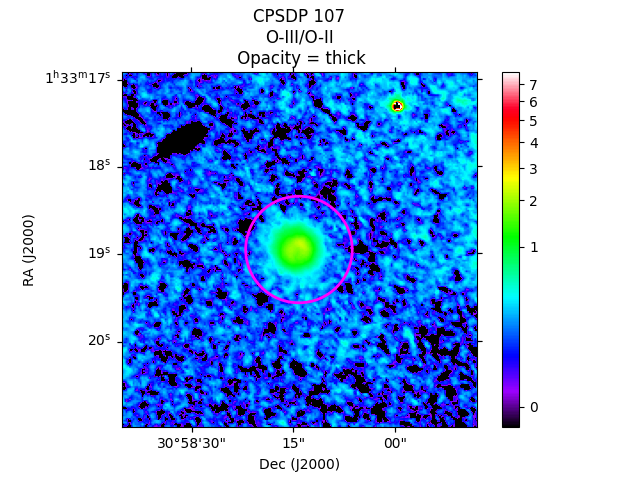 CPSDP 107
O-III/O-II
Opacity = thick
1ʰ33ᵐ17ˢ
18ˢ
19ˢ
20ˢ
RA (J2000)
30°58'30"
15"
00"
Dec (J2000)
7
6
5
4
3
2
1
0